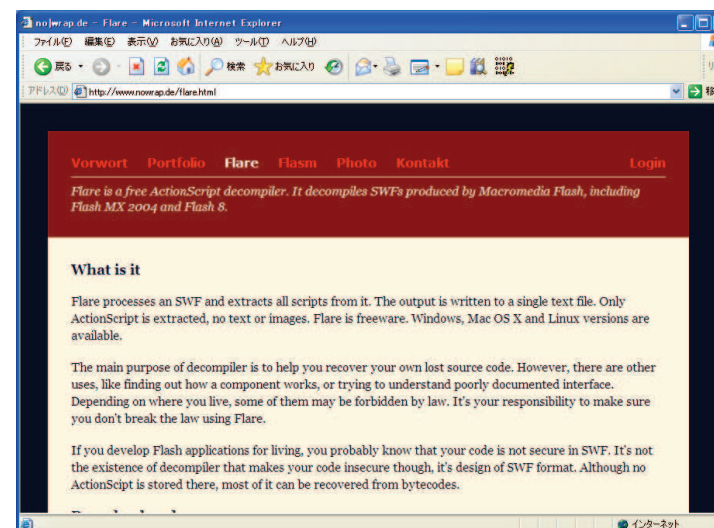 no|wrap.de - Flare - Microsoft Internet Explorer
ファイル(F) 編集(E) 表示(V) お気に入り(A) ツール(T) ヘルプ(H)
戻る 検索 お気に入り
アドレス(D) http://www.nowrap.de/flare.html 移
Vorwort Portfolio Flare Flasm Photo Kontakt Login
Flare is a free ActionScript decompiler. It decompiles SWFs produced by Macromedia Flash, including
Flash MX 2004 and Flash 8.
What is it
Flare processes an SWF and extracts all scripts from it. The output is written to a single text file. Only
ActionScript is extracted, no text or images. Flare is freeware. Windows, Mac OS X and Linux versions are
available.
The main purpose of decompiler is to help you recover your own lost source code. However, there are other
uses, like finding out how a component works, or trying to understand poorly documented interface.
Depending on where you live, some of them may be forbidden by law. It's your responsibility to make sure
you don't break the law using Flare.
If you develop Flash applications for living, you probably know that your code is not secure in SWF. It's not
the existence of decompiler that makes your code insecure though, it's design of SWF format. Although no
ActionScipt is stored there, most of it can be recovered from bytecodes.
インターネット